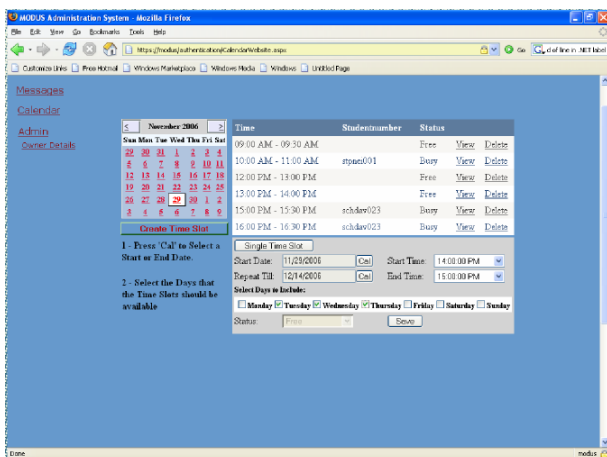 MODUS Administration System - Mozilla Firefox
File Edit View Go Bookmarks Tools Help
https://modus/authentication/CalendarWebsite.aspx
Go
Customize Links Free Hotmail Windows Marketplace Windows Media Windows Untitled Page
Messages
Calendar
Admin
Owner Details
< November 2006 >
Sun Mon Tue Wed Thu Fri Sat
29 30 31 1 2 3 4
5 6 7 8 9 10 11
12 13 14 15 16 17 18
19 20 21 22 23 24 25
26 27 28 29 30 1 2
3 4 5 6 7 8 9
Create Time Slot
1 - Press 'Cal' to Select a
Start or End Date.
2 - Select the Days that
the Time Slots should be
available
Time Studentnumber Status
09:00 AM - 09:30 AM Free View Delete
10:00 AM - 11:00 AM stpner001 Busy View Delete
12:00 PM - 13:00 PM Free View Delete
13:00 PM - 14:00 PM Free View Delete
15:00 PM - 15:30 PM schdav023 Busy View Delete
16:00 PM - 16:30 PM schdav023 Busy View Delete
Single Time Slot
Start Date: 11/29/2006 Cal Start Time: 14:00:00 PM
Repeat Till: 12/14/2006 Cal End Time: 15:00:00 PM
Select Days to Include:
Monday Tuesday Wednesday Thursday Friday Saturday Sunday
Status: Free Save
Done modus